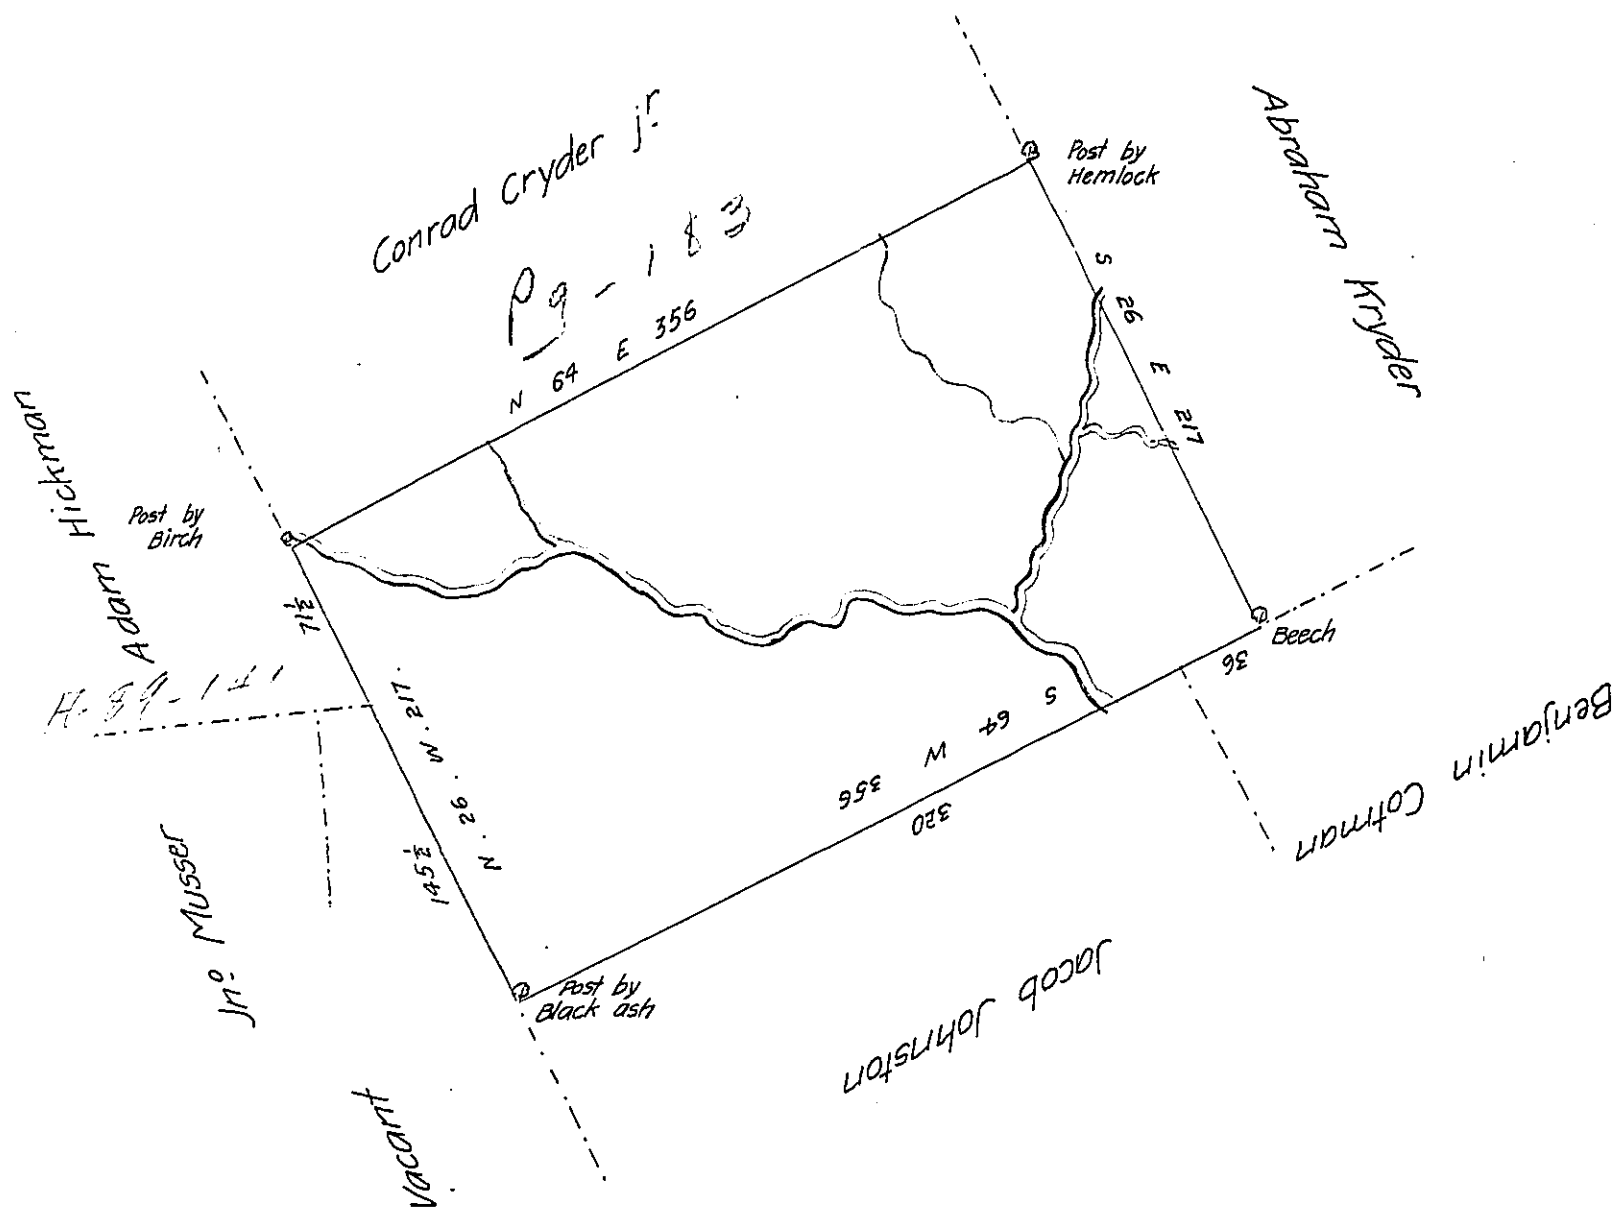 Conrad Cryder jr.
Pg - 183
Post by
Hemlock
Abraham Kryder
N 64 E 356
S 26 E 217
Adam Hickman
Post by
Birch
71½
H-89-141
N. 26. W. 217.
145½
Jno. Musser
Beech
36
S 64 W 356
320
Benjamin Cotman
Post by
Black ash
Jacob Johnston
Vacant